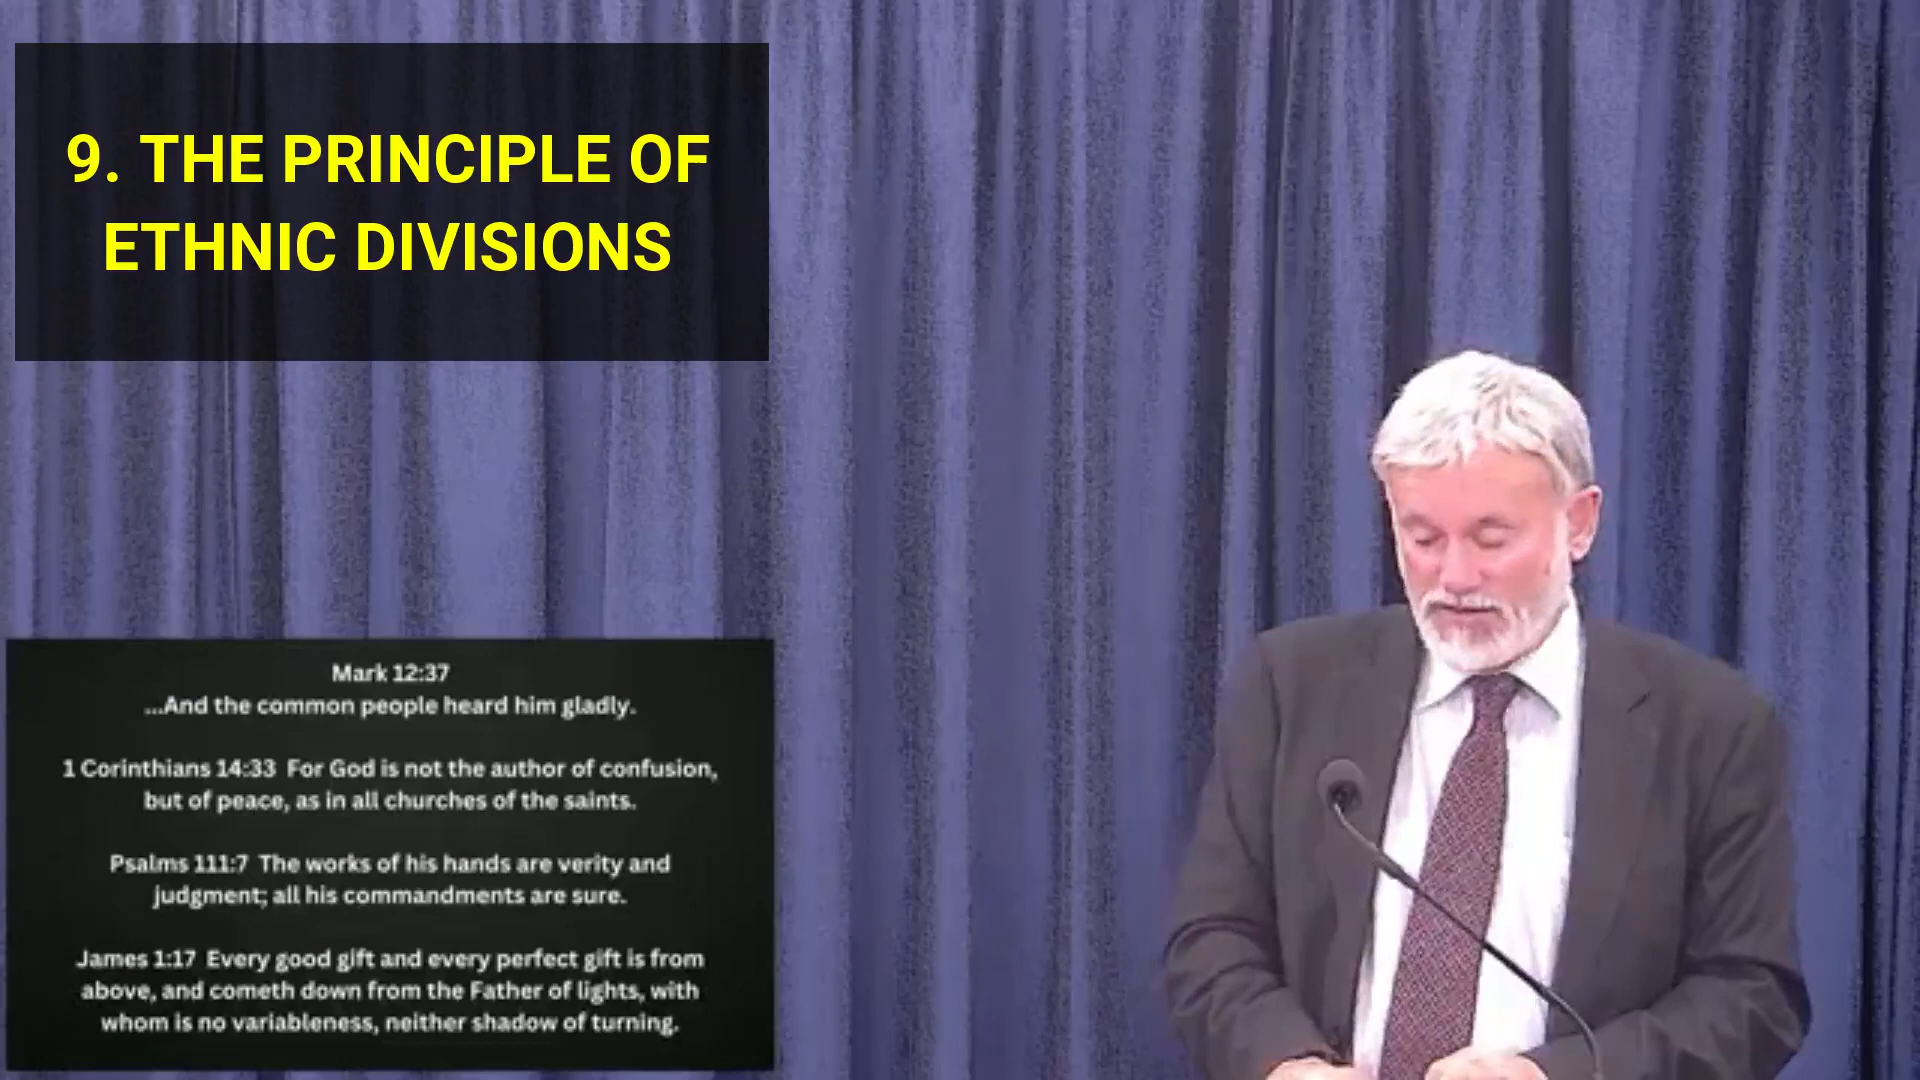 9. THE PRINCIPLE OF
ETHNIC DIVISIONS
Mark 12:37
...And the common people heard him gladly.
1 Corinthians 14:33 For God is not the author of confusion,
but of peace, as in all churches of the saints.
Psalms 111:7 The works of his hands are verity and
judgment; all his commandments are sure.
James 1:17 Every good gift and every perfect gift is from
above, and cometh down from the Father of lights, with
whom is no variableness, neither shadow of turning.